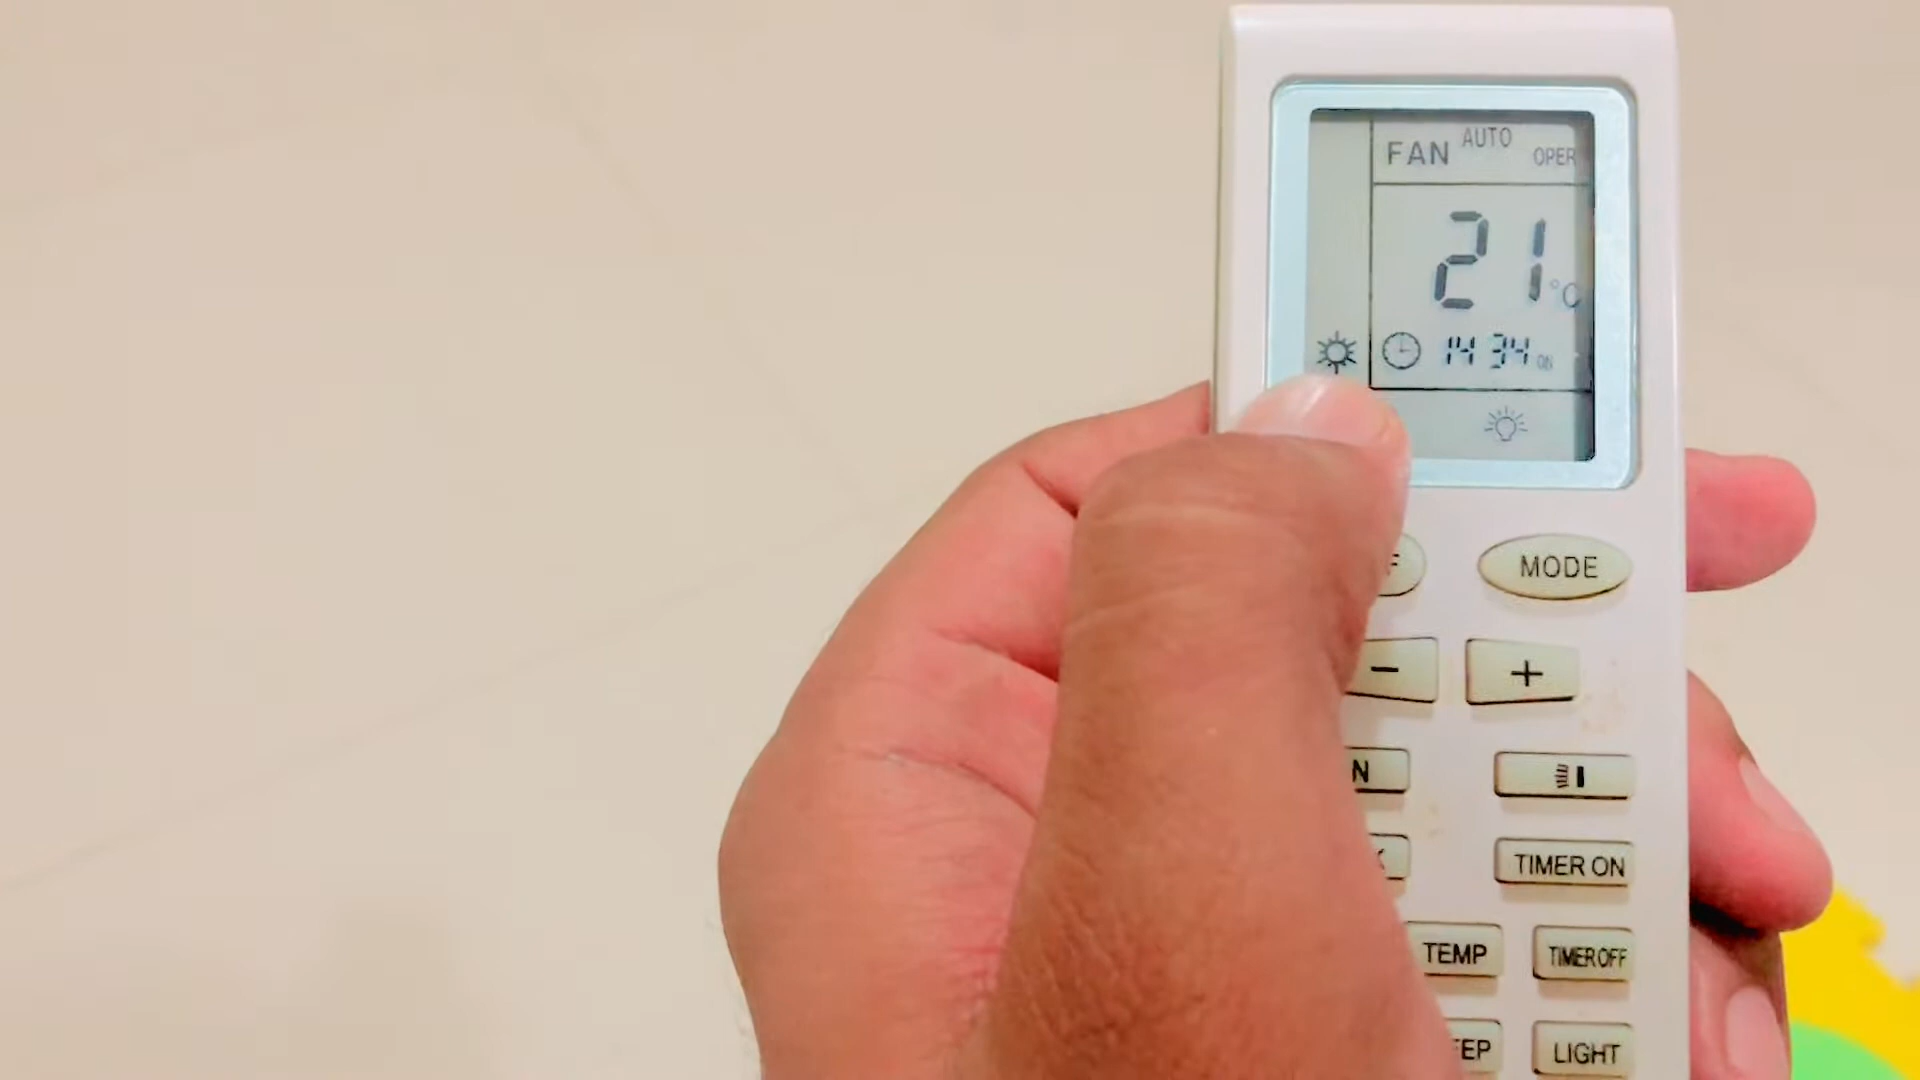 FAN AUTO OPER
21 °C
14 34 ON
MODE
- +
N
TIMER ON
TEMP TIMER OFF
EP LIGHT